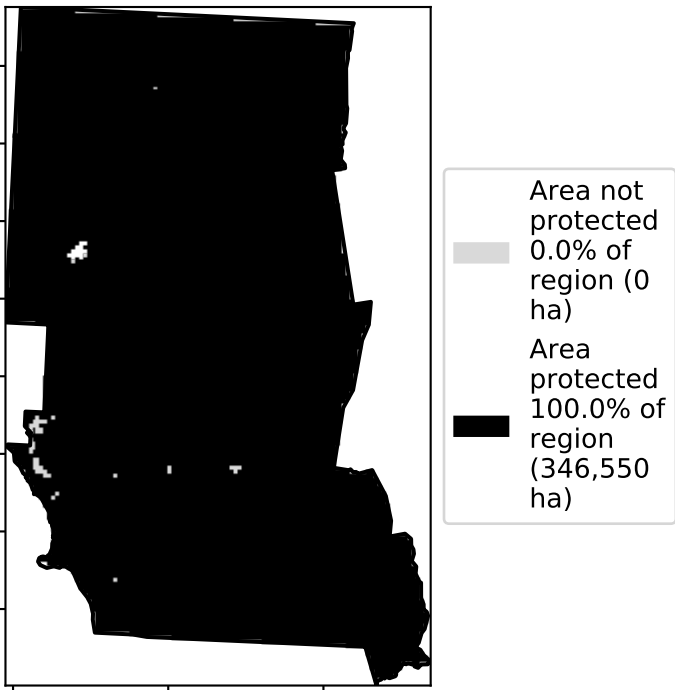 Area not
protected
0.0% of
region (0
ha)
Area
protected
100.0% of
region
(346,550
ha)